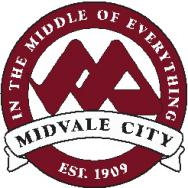 IN THE MIDDLE OF EVERYTHING
MIDVALE CITY
EST. 1909